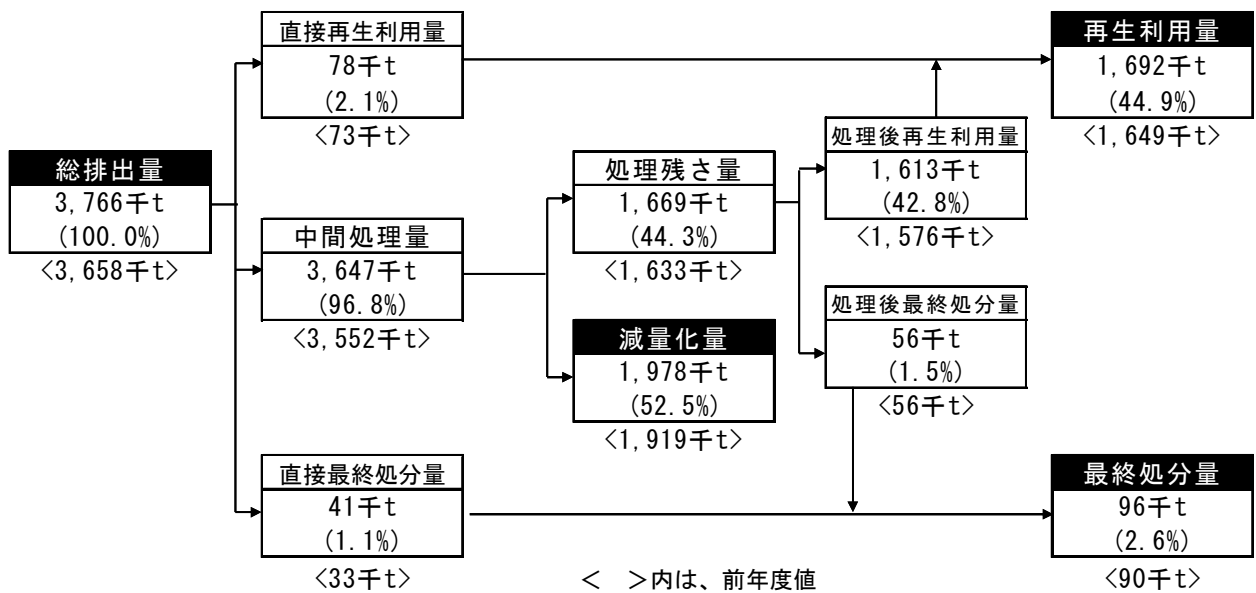 総排出量
3,766千t
(100.0%)
<3,658千t>
直接再生利用量
78千t
(2.1%)
<73千t>
中間処理量
3,647千t
(96.8%)
<3,552千t>
直接最終処分量
41千t
(1.1%)
<33千t>
処理残さ量
1,669千t
(44.3%)
<1,633千t>
減量化量
1,978千t
(52.5%)
<1,919千t>
処理後再生利用量
1,613千t
(42.8%)
<1,576千t>
処理後最終処分量
56千t
(1.5%)
<56千t>
再生利用量
1,692千t
(44.9%)
<1,649千t>
最終処分量
96千t
(2.6%)
<90千t>
<　>内は、前年度値